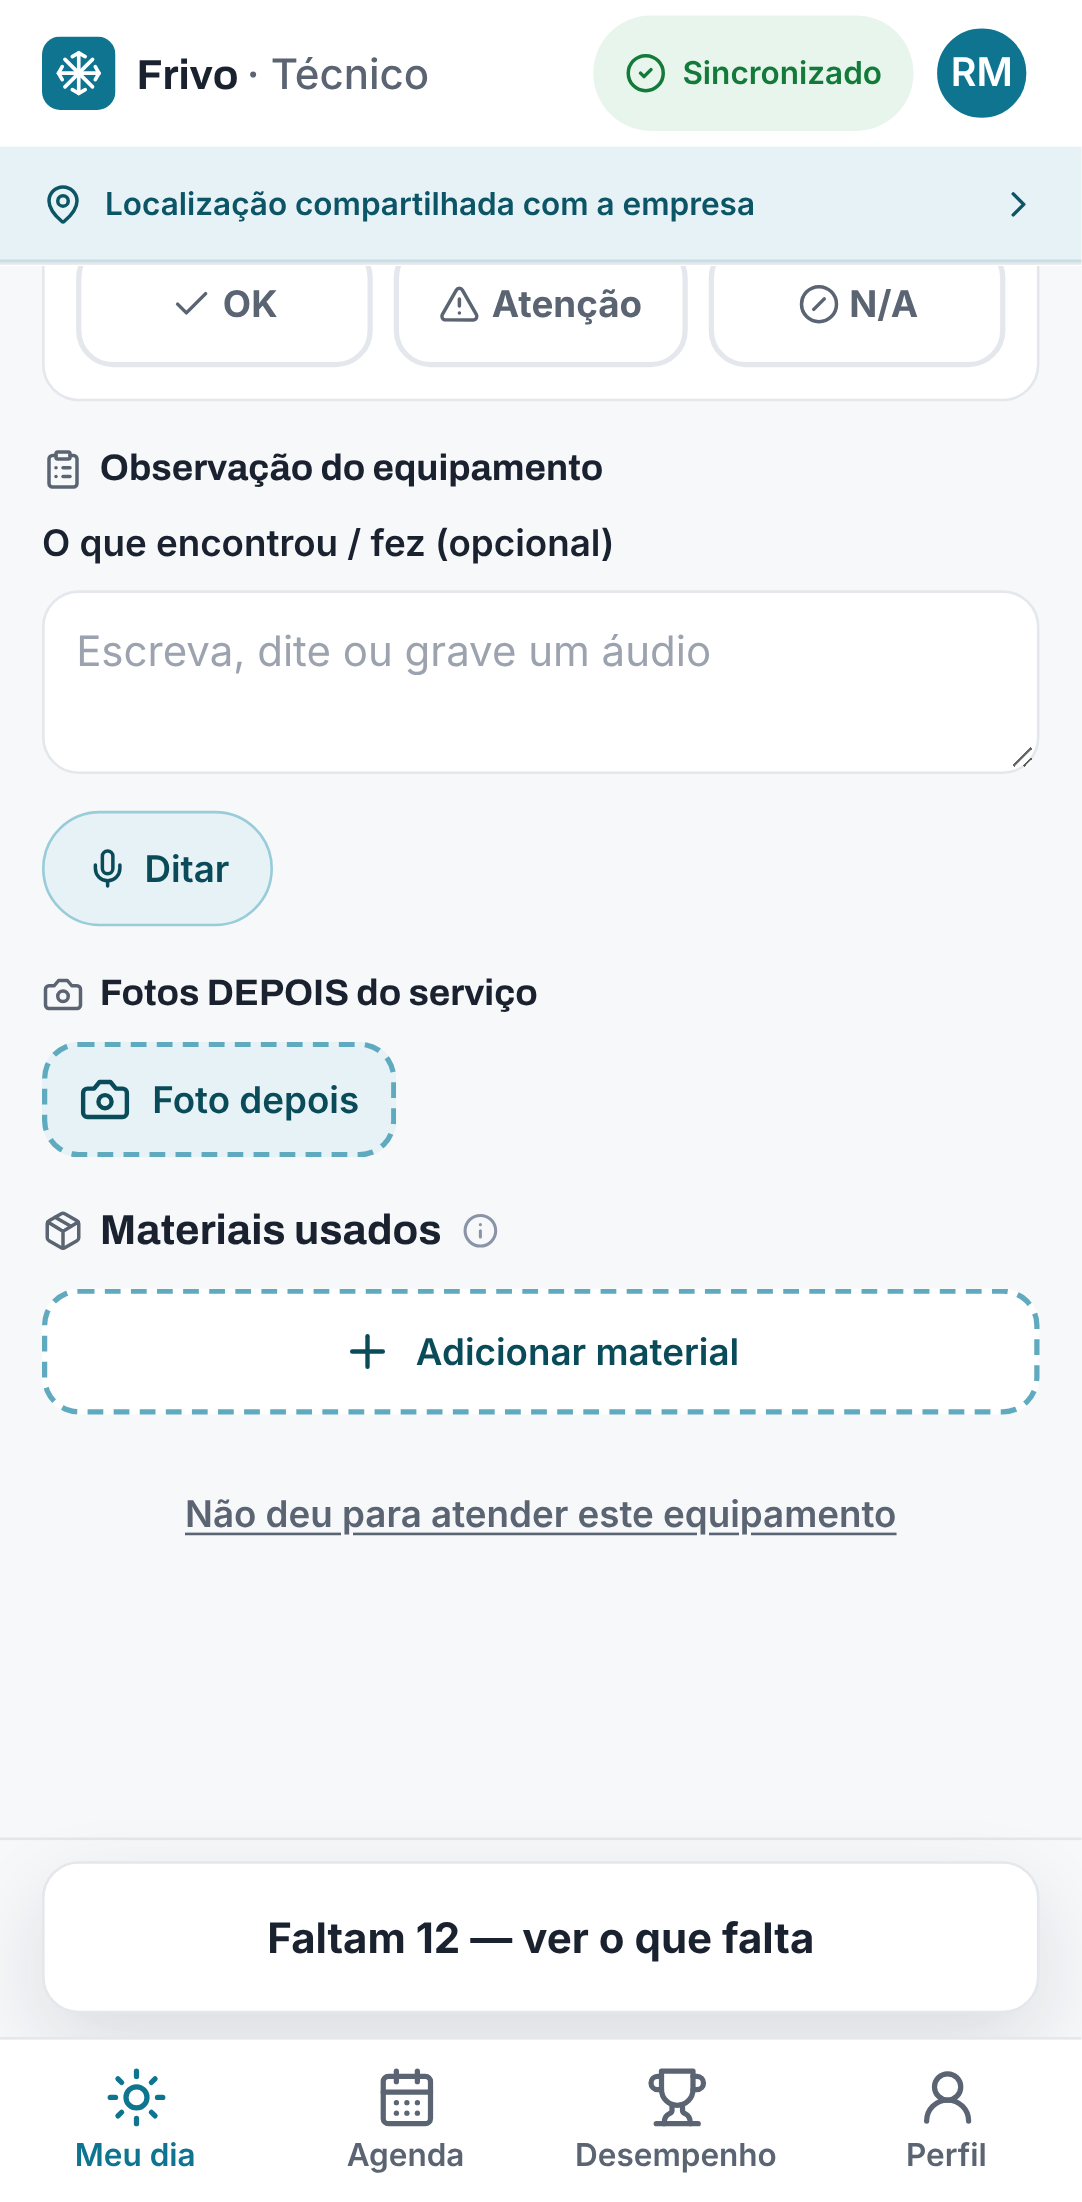 Frivo · Técnico
Sincronizado
RM
Localização compartilhada com a empresa
OK
Atenção
N/A
Observação do equipamento
O que encontrou / fez (opcional)
Escreva, dite ou grave um áudio
Ditar
Fotos DEPOIS do serviço
Foto depois
Materiais usados
Adicionar material
Não deu para atender este equipamento
Faltam 12 — ver o que falta
Meu dia
Agenda
Desempenho
Perfil